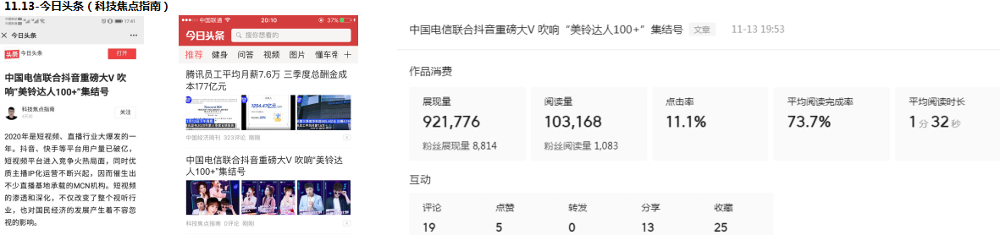 11.13-今日头条（科技焦点指南）
17:41
今日头条
头条 今日头条
打开
中国电信联合抖音重磅大V 吹
响“美铃达人100+”集结号
科技焦点指南
关注
2020年是短视频、直播行业大爆发的一
年。抖音、快手等平台用户量已破亿，
短视频平台进入竞争火热局面，同时优
质主播IP化运营不断兴起，因而催生出
不少直播基地承载的MCN机构。短视频
的渗透和深化，不仅改变了整个视听行
业，也对国民经济的发展产生着不容忽
视的影响。
中国联通 20:10 37%
今日头条 搜你想看的
推荐 健身 问答 视频 图片 懂车帝
腾讯员工平均月薪7.6万 三季度总酬金成
本177亿元
1254.47亿元
中国经济周刊 323评论 刚刚
中国电信联合抖音重磅大V 吹响“美铃达
人100+”集结号
科技焦点指南 0评论 刚刚
中国电信联合抖音重磅大V 吹响“美铃达人100+”集结号 文章 11-13 19:53
作品消费
展现量 阅读量 点击率 平均阅读完成率 平均阅读时长
921,776 103,168 11.1% 73.7% 1分32秒
粉丝展现量 8,814 粉丝阅读量 1,083
互动
评论 点赞 转发 分享 收藏
19 5 0 13 25